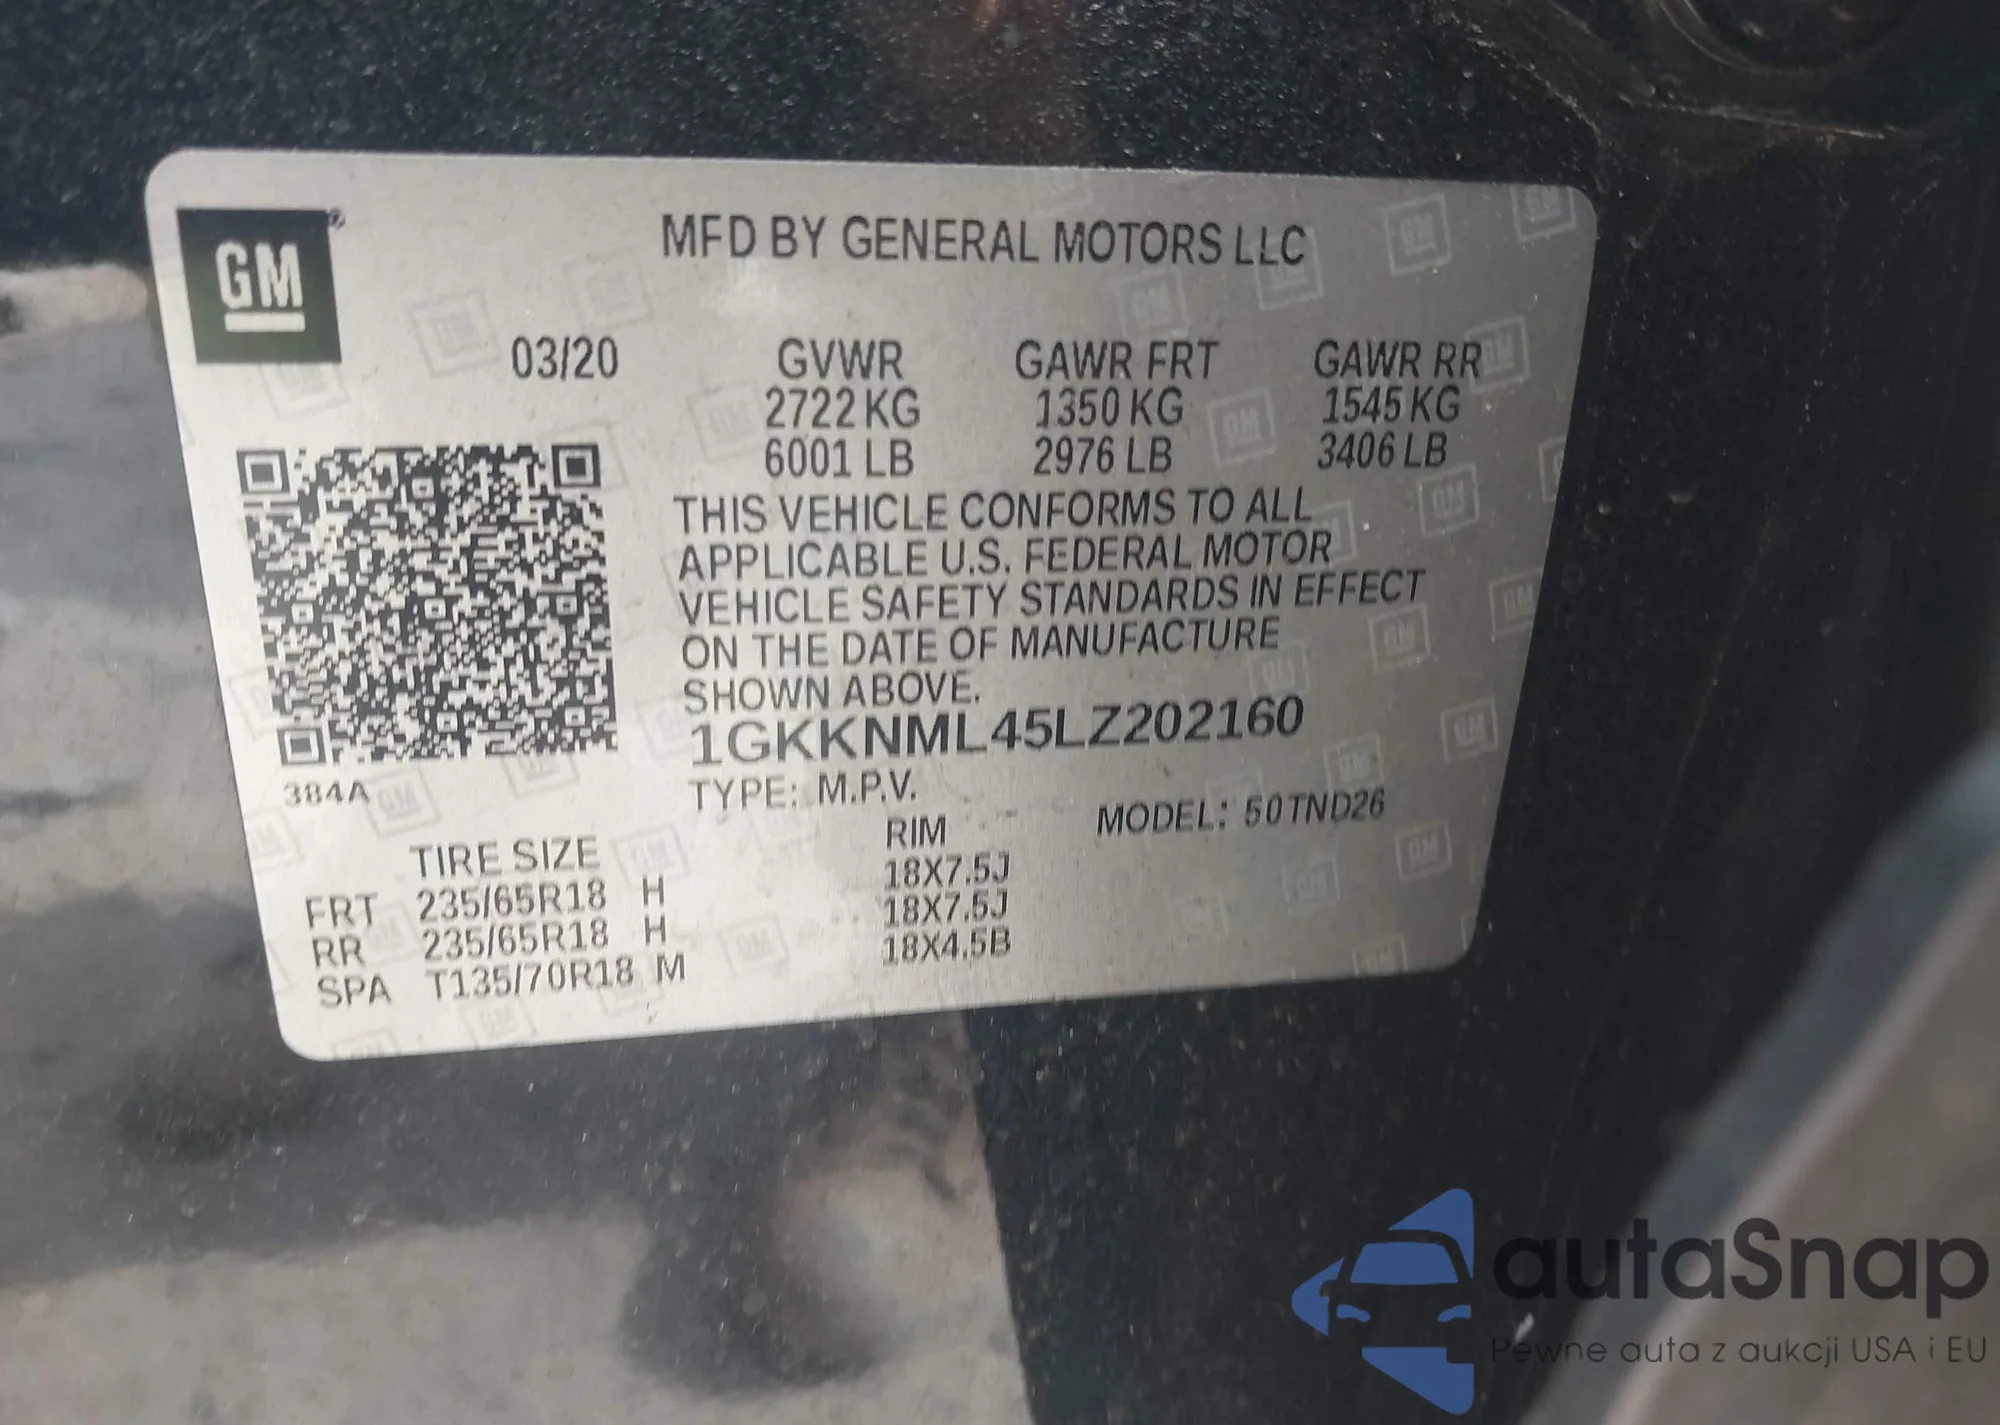 GM
MFD BY GENERAL MOTORS LLC
03/20 GVWR GAWR FRT GAWR RR
2722 KG 1350 KG 1545 KG
6001 LB 2976 LB 3406 LB
THIS VEHICLE CONFORMS TO ALL
APPLICABLE U.S. FEDERAL MOTOR
VEHICLE SAFETY STANDARDS IN EFFECT
ON THE DATE OF MANUFACTURE
SHOWN ABOVE.
1GKKNML45LZ202160
384A
TYPE: M.P.V. MODEL: 50TND26
TIRE SIZE RIM
FRT 235/65R18 H 18X7.5J
RR 235/65R18 H 18X7.5J
SPA T135/70R18 M 18X4.5B
autaSnap
Pewne auta z aukcji USA i EU